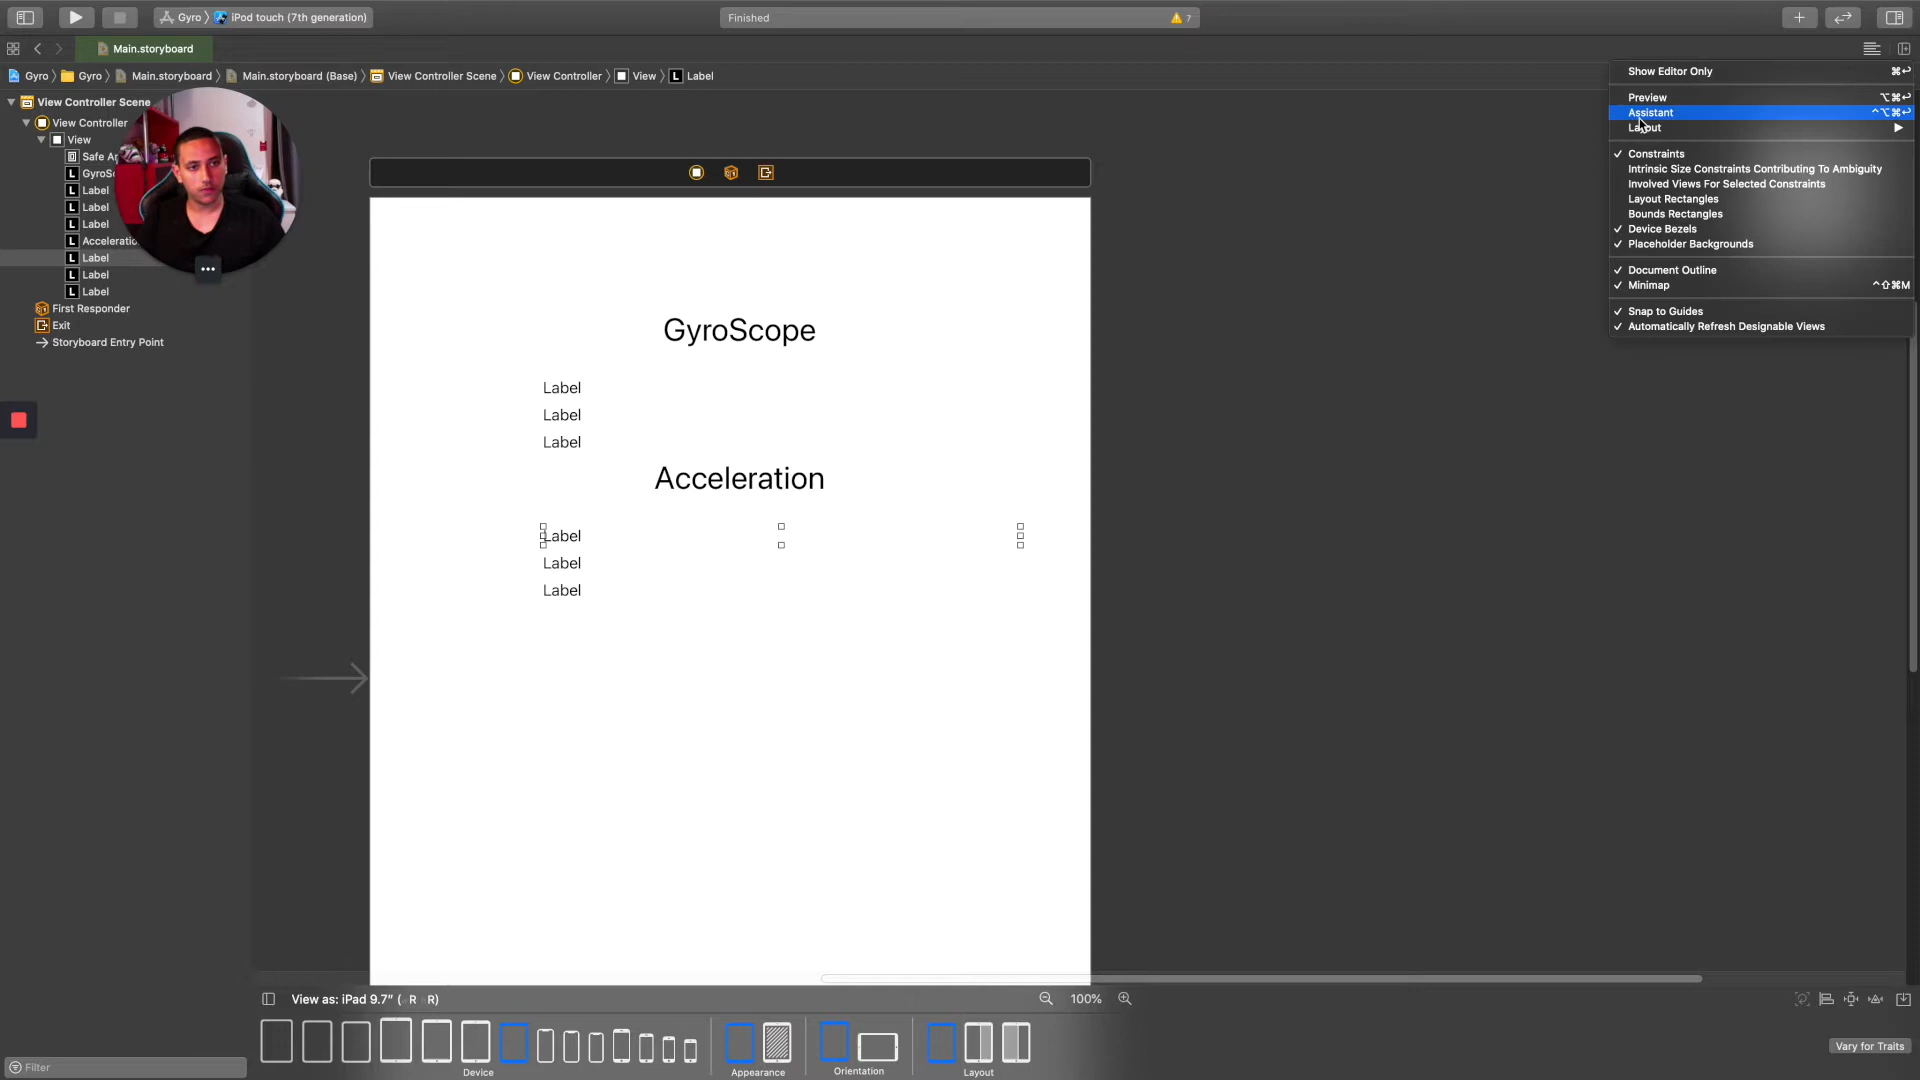 Gyro 〉 iPod touch (7th generation)
Finished
7
Main.storyboard
Gyro 〉 Gyro 〉 Main.storyboard 〉 Main.storyboard (Base) 〉 View Controller Scene 〉 View Controller 〉 View 〉 L Label
View Controller Scene
View Controller
View
Safe Ar
L GyroSc
L Label
L Label
L Label
L Acceleratio
L Label
L Label
L Label
First Responder
Exit
Storyboard Entry Point
GyroScope
Label
Label
Label
Acceleration
Label
Label
Label
Show Editor Only ⌘↩
Preview ⌥⌘↩
Assistant ^⌥⌘↩
Layout
✓ Constraints
Intrinsic Size Constraints Contributing To Ambiguity
Involved Views For Selected Constraints
Layout Rectangles
Bounds Rectangles
✓ Device Bezels
✓ Placeholder Backgrounds
✓ Document Outline
✓ Minimap ^⇧⌘M
✓ Snap to Guides
✓ Automatically Refresh Designable Views
View as: iPad 9.7" ( R R)
100%
Device
Appearance
Orientation
Layout
Vary for Traits
Filter